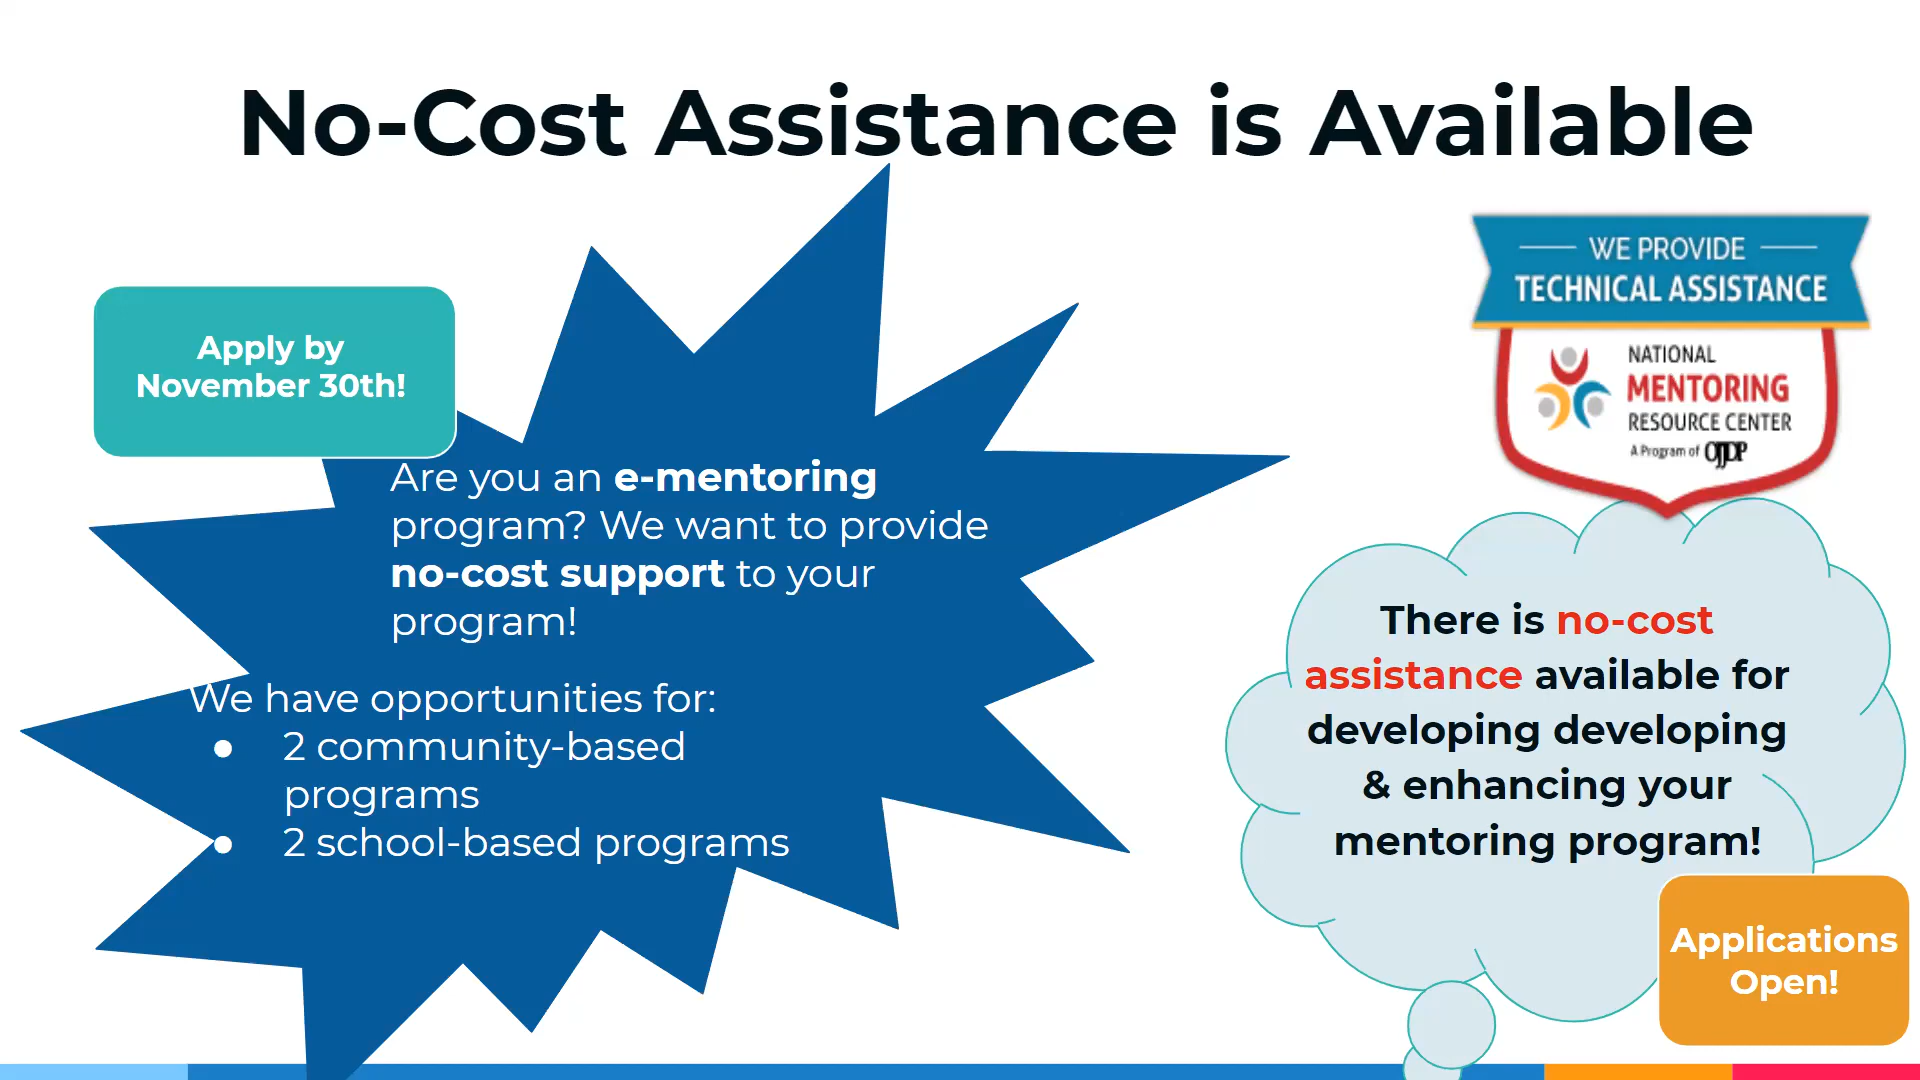 No-Cost Assistance is Available
Apply by
November 30th!
Are you an e-mentoring
program? We want to provide
no-cost support to your
program!
We have opportunities for:
● 2 community-based
programs
● 2 school-based programs
WE PROVIDE
TECHNICAL ASSISTANCE
NATIONAL
MENTORING
RESOURCE CENTER
A Program of OJJDP
There is no-cost
assistance available for
developing developing
& enhancing your
mentoring program!
Applications
Open!